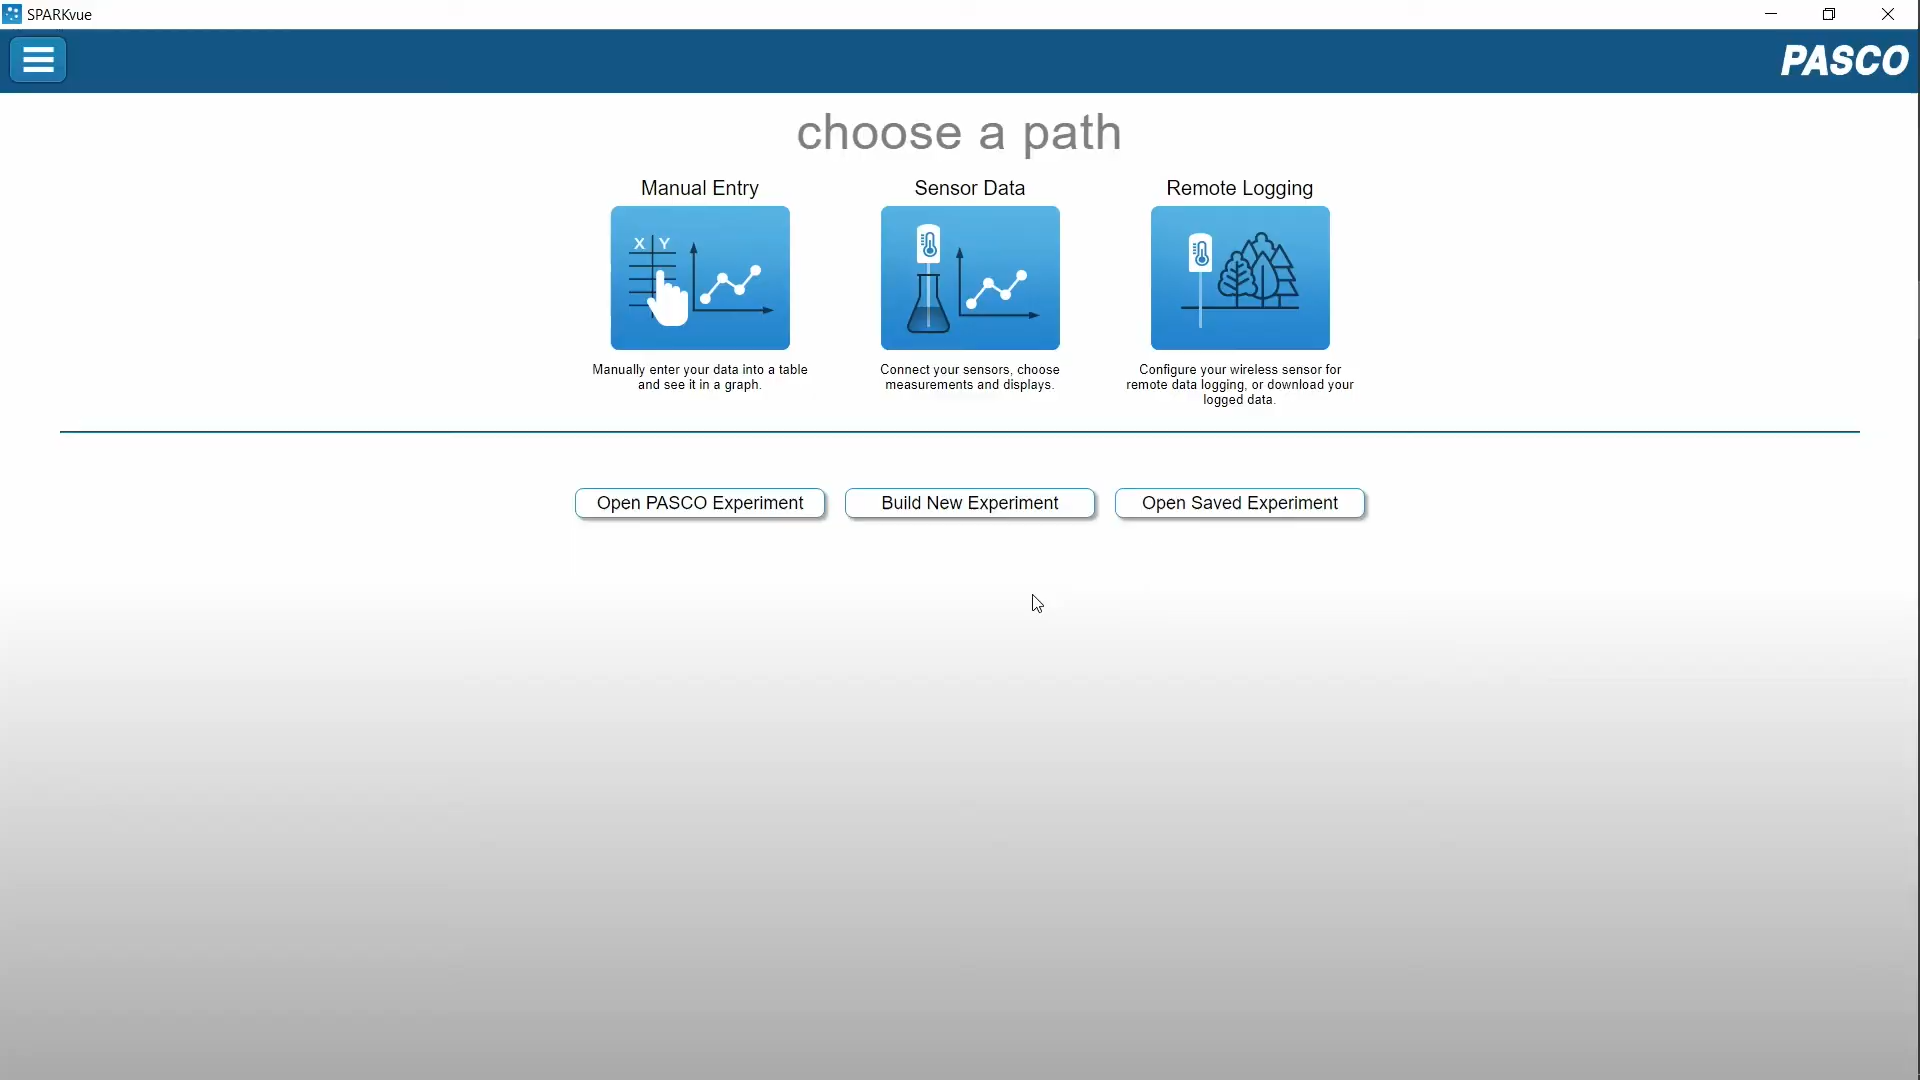 SPARKvue
PASCO
choose a path
Manual Entry
X Y
Manually enter your data into a table
and see it in a graph.
Sensor Data
Connect your sensors, choose
measurements and displays.
Remote Logging
Configure your wireless sensor for
remote data logging, or download your
logged data.
Open PASCO Experiment
Build New Experiment
Open Saved Experiment